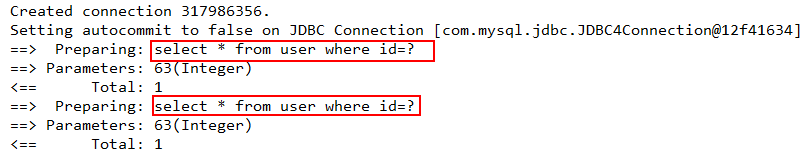 Created connection 317986356.
Setting autocommit to false on JDBC Connection [com.mysql.jdbc.JDBC4Connection@12f41634]
==>  Preparing: select * from user where id=?
==> Parameters: 63(Integer)
<==      Total: 1
==>  Preparing: select * from user where id=?
==> Parameters: 63(Integer)
<==      Total: 1